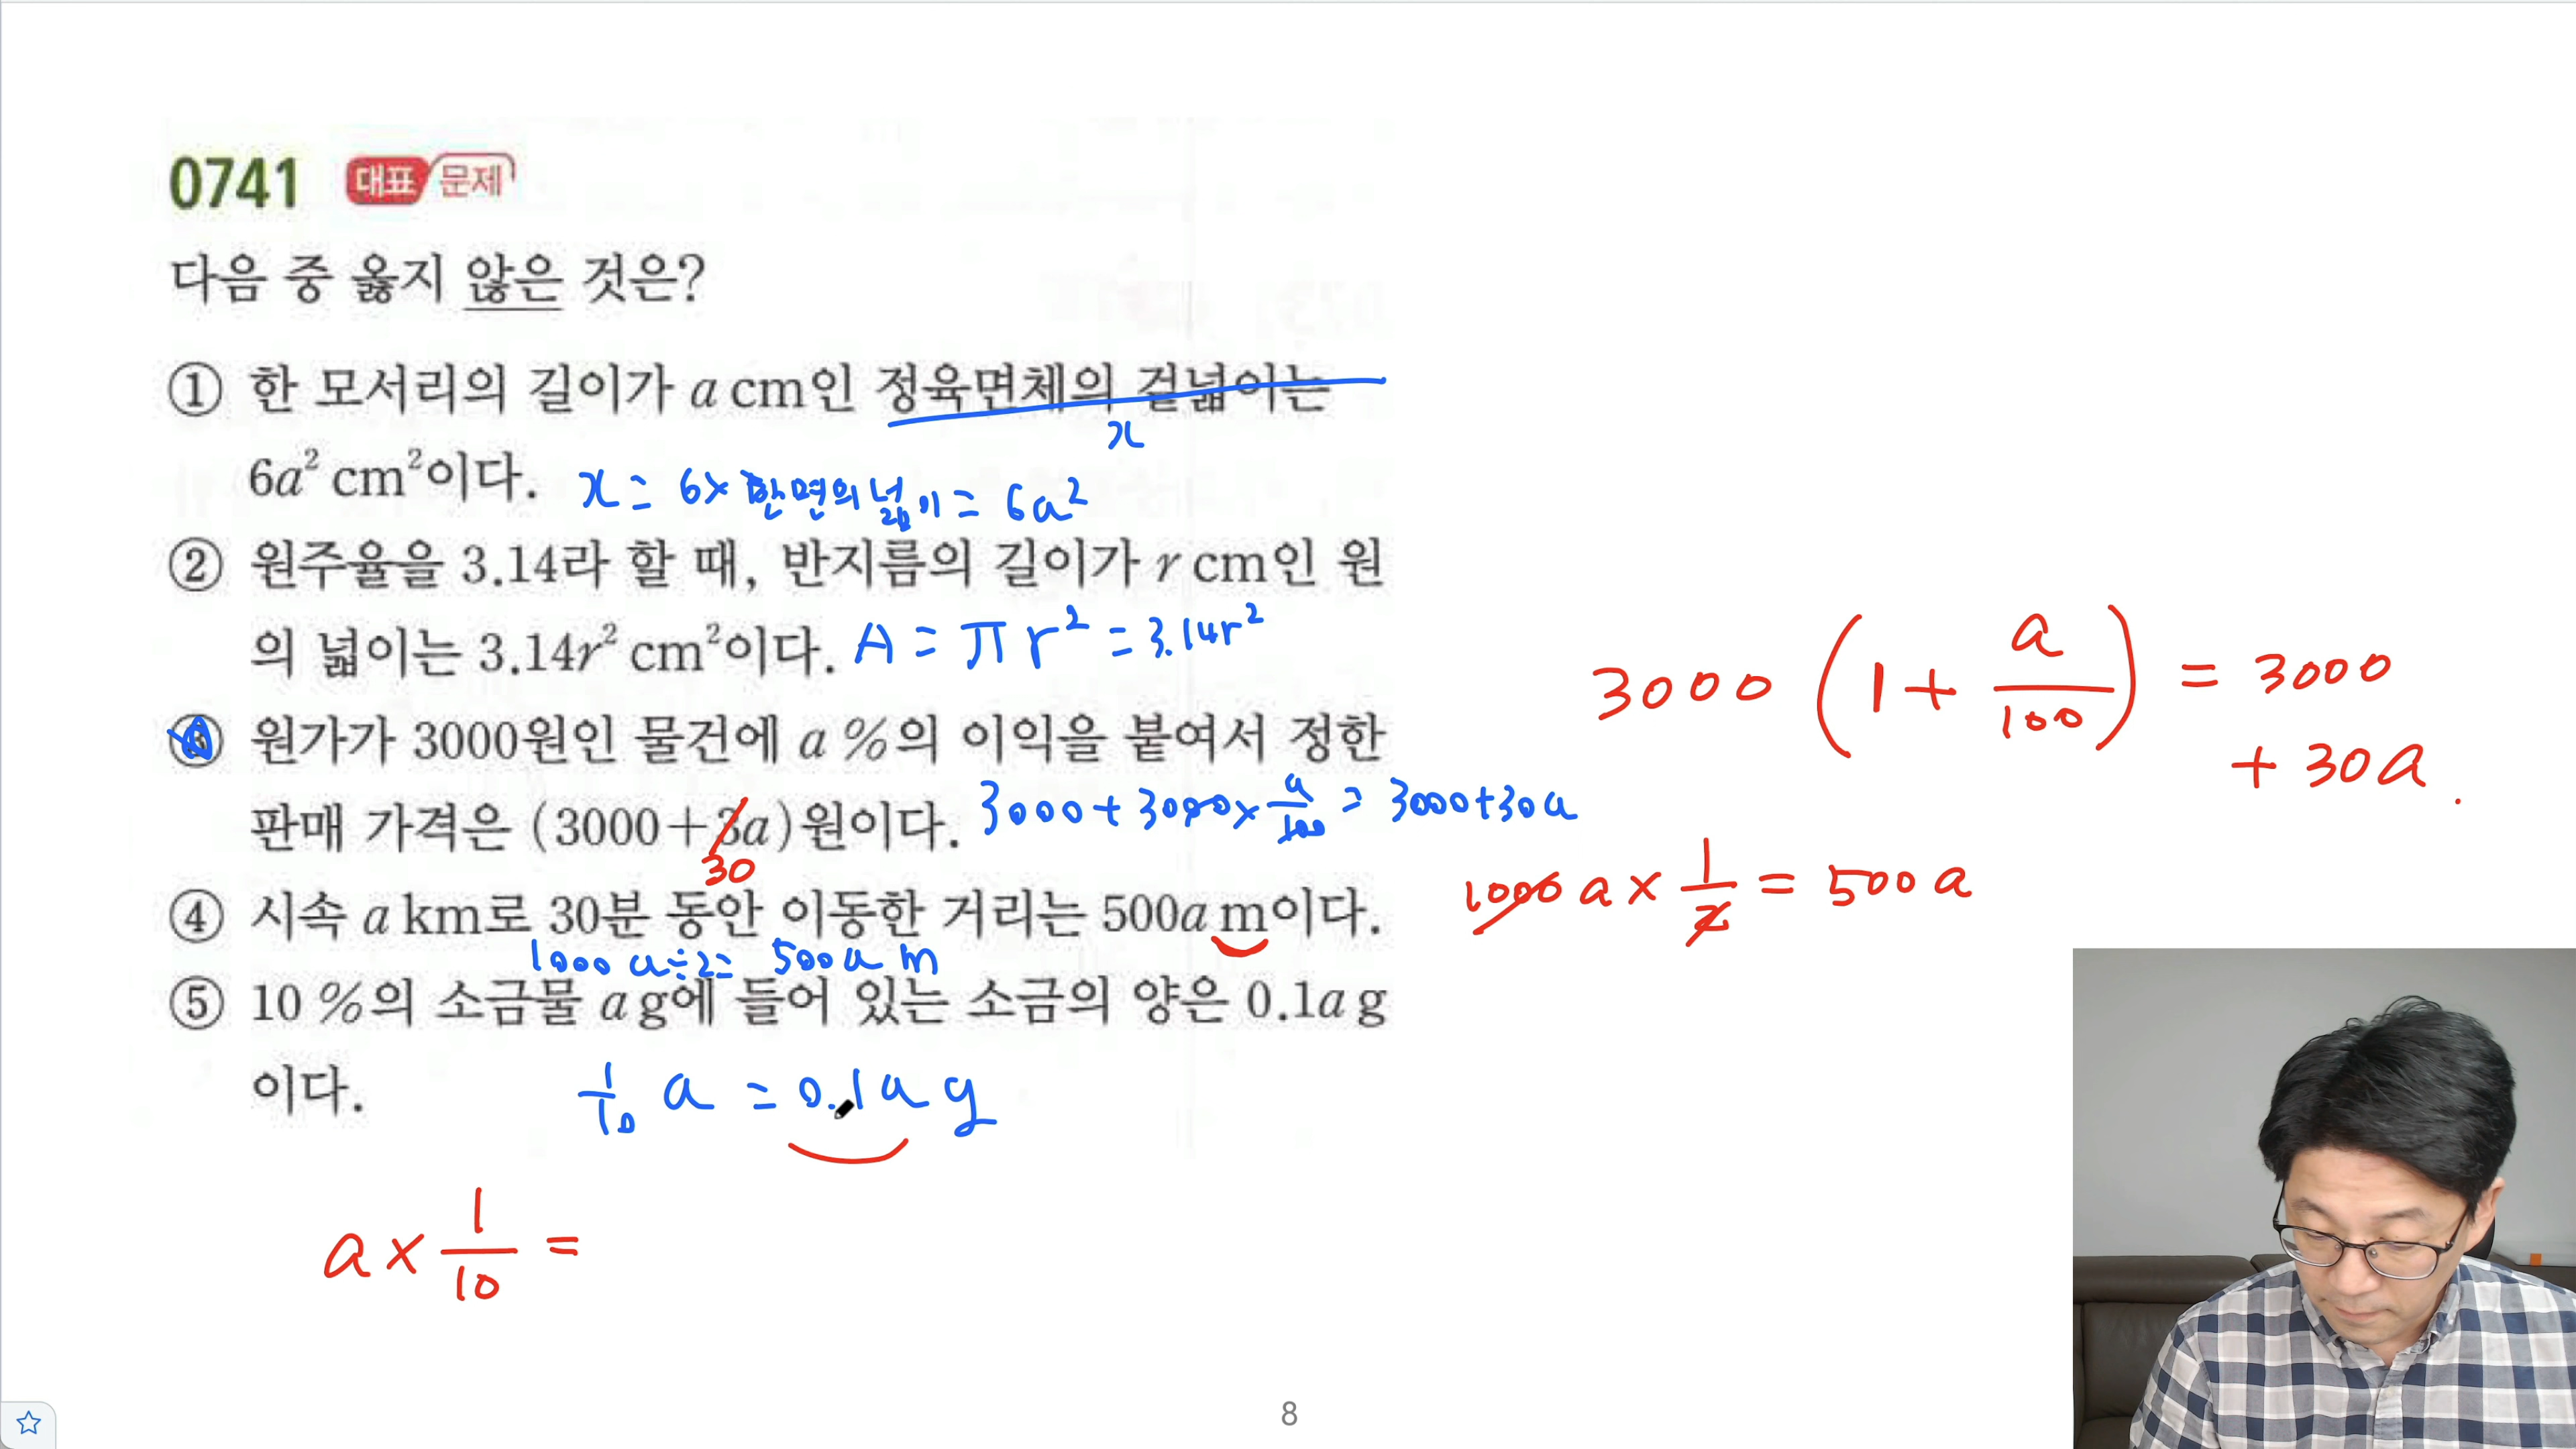 0741 대표 문제
다음 중 옳지 않은 것은?
① 한 모서리의 길이가 a cm인 정육면체의 겉넓이는
x
6a² cm²이다. x = 6× 한면의 넓이 = 6a²
② 원주율을 3.14라 할 때, 반지름의 길이가 r cm인 원
의 넓이는 3.14r² cm²이다. A = πr² = 3.14r²
③ 원가가 3000원인 물건에 a %의 이익을 붙여서 정한
판매 가격은 (3000+3a)원이다. 3000+3000×a/100 = 3000+30a
30
④ 시속 a km로 30분 동안 이동한 거리는 500a m이다.
1000a÷2= 500a m
⑤ 10 %의 소금물 a g에 들어 있는 소금의 양은 0.1a g
이다. 1/10 a = 0.1a g
a × 1/10 =
3000 (1 + a/100) = 3000
+ 30a.
1000a × 1/2 = 500a
8